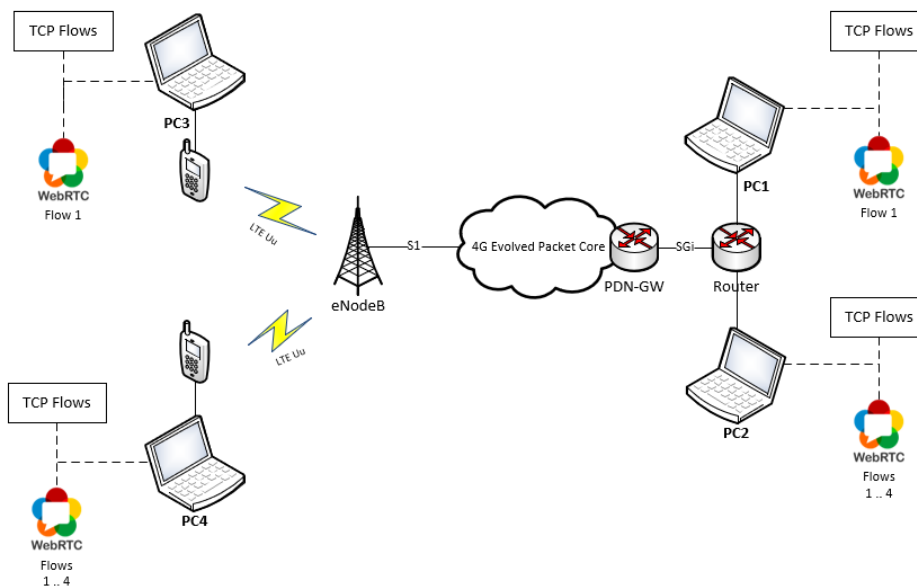 TCP Flows
PC3
WebRTC
Flow 1
LTE Uu
TCP Flows
PC1
WebRTC
Flow 1
eNodeB
S1
4G Evolved Packet Core
PDN-GW
SGi
Router
LTE Uu
TCP Flows
PC4
WebRTC
Flows
1 .. 4
TCP Flows
PC2
WebRTC
Flows
1 .. 4